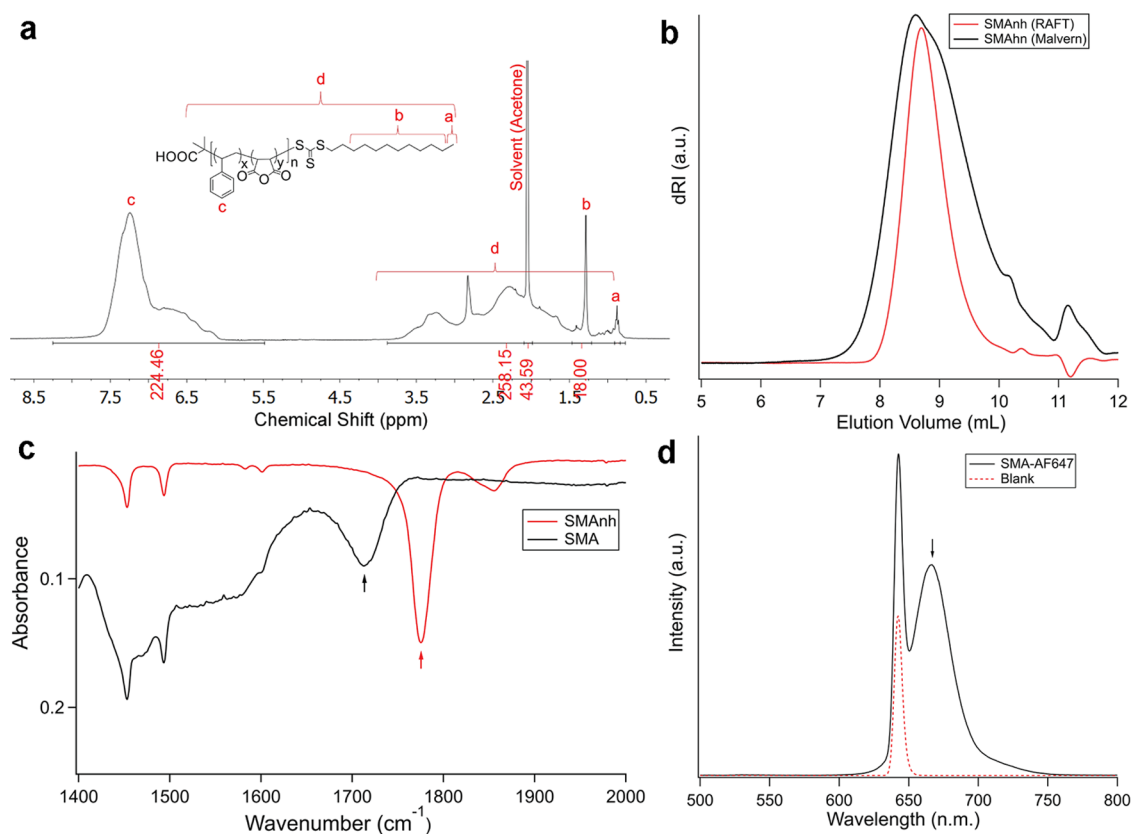 a
d
b
a
HOOC
x
y
n
O
O
O
S
S
S
c
c
d
Solvent (Acetone)
b
a
224.46
258.15
43.59
18.00
8.5 7.5 6.5 5.5 4.5 3.5 2.5 1.5 0.5
Chemical Shift (ppm)
b
SMAnh (RAFT)
SMAhn (Malvern)
dRI (a.u.)
5 6 7 8 9 10 11 12
Elution Volume (mL)
c
SMAnh
SMA
Absorbance
0.1
0.2
1400 1500 1600 1700 1800 1900 2000
Wavenumber (cm-1)
d
SMA-AF647
Blank
Intensity (a.u.)
500 550 600 650 700 750 800
Wavelength (n.m.)